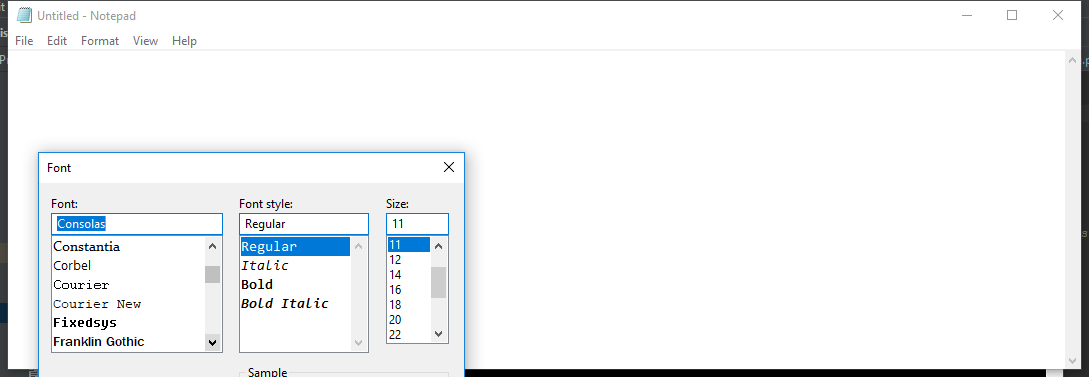 Untitled - Notepad
File Edit Format View Help
Font
Font: Font style: Size:
Consolas Regular 11
Constantia Regular 11
Corbel Italic 12
Courier Bold 14
Courier New Bold Italic 16
Fixedsys 18
Franklin Gothic 20
22
Sample